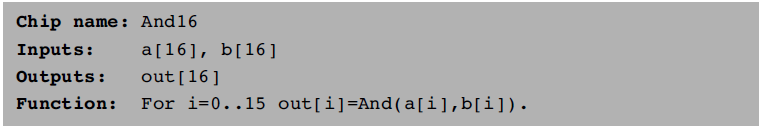 Chip name: And16
Inputs: a[16], b[16]
Outputs: out[16]
Function: For i=0..15 out[i]=And(a[i],b[i]).